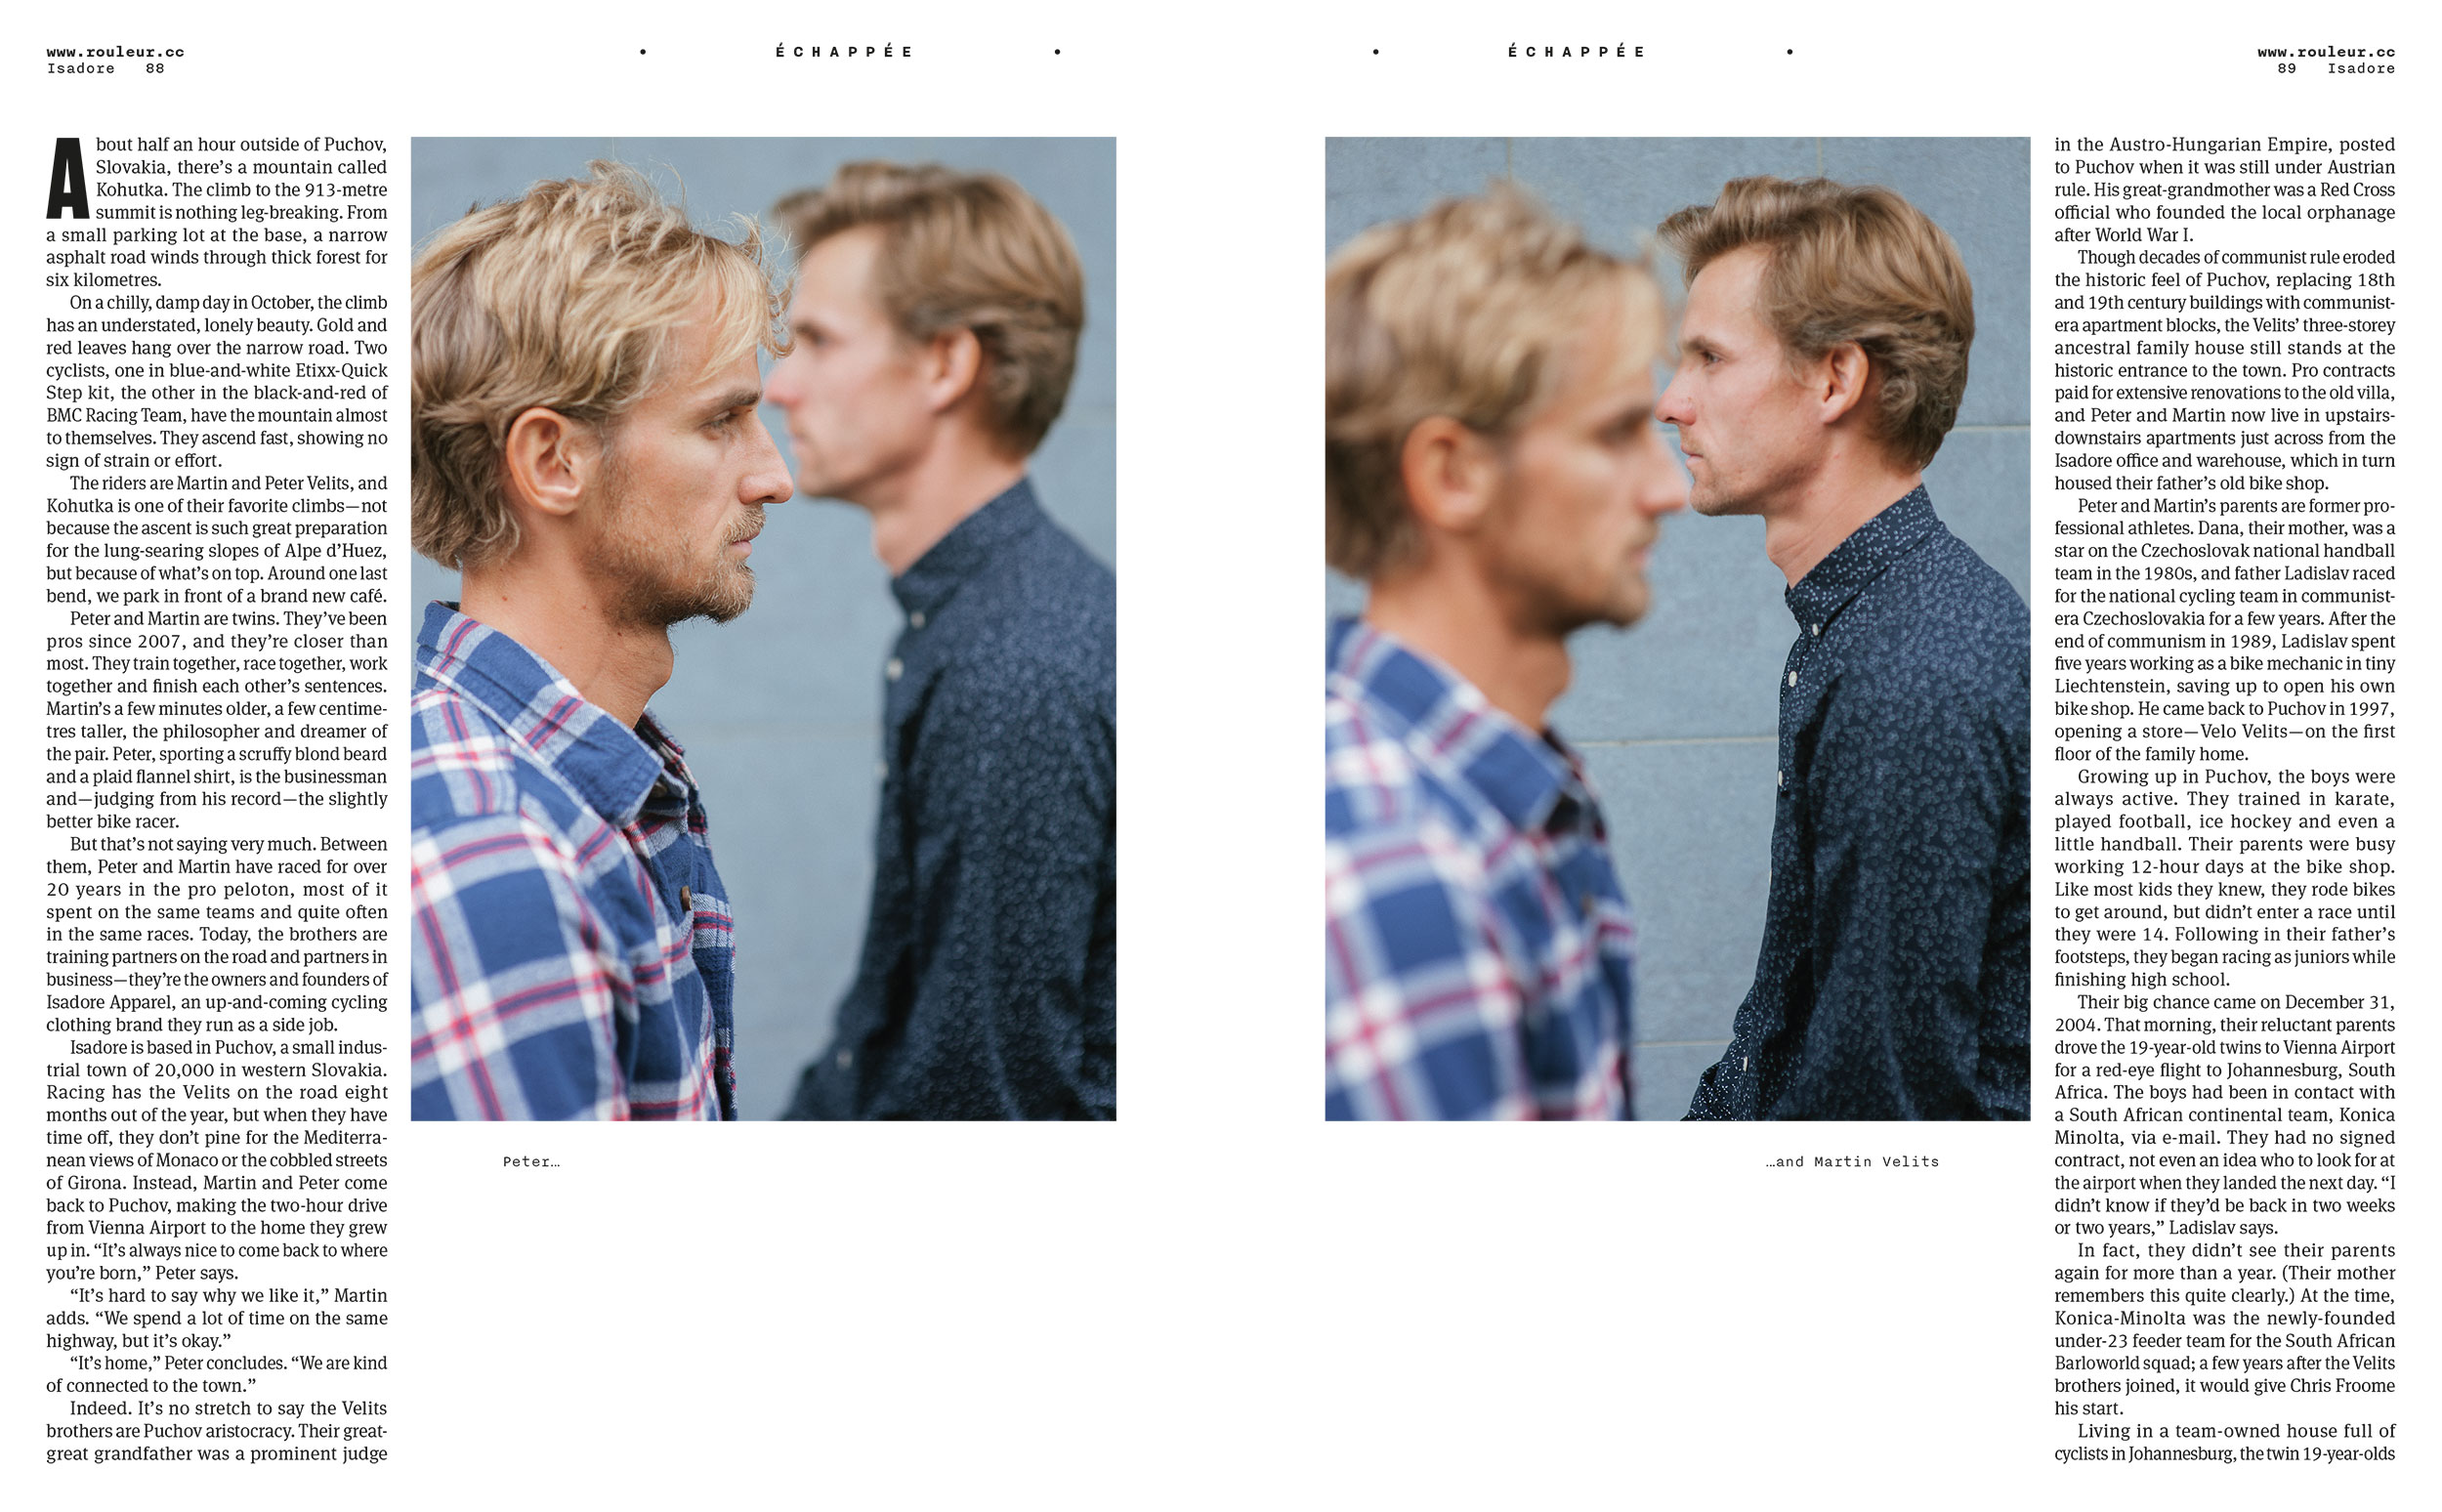 www.rouleur.cc
Isadore 88
• ÉCHAPPÉE •
About half an hour outside of Puchov,
Slovakia, there’s a mountain called
Kohutka. The climb to the 913-metre
summit is nothing leg-breaking. From
a small parking lot at the base, a narrow
asphalt road winds through thick forest for
six kilometres.
On a chilly, damp day in October, the climb
has an understated, lonely beauty. Gold and
red leaves hang over the narrow road. Two
cyclists, one in blue-and-white Etixx-Quick
Step kit, the other in the black-and-red of
BMC Racing Team, have the mountain almost
to themselves. They ascend fast, showing no
sign of strain or effort.
The riders are Martin and Peter Velits, and
Kohutka is one of their favorite climbs—not
because the ascent is such great preparation
for the lung-searing slopes of Alpe d’Huez,
but because of what’s on top. Around one last
bend, we park in front of a brand new café.
Peter and Martin are twins. They’ve been
pros since 2007, and they’re closer than
most. They train together, race together, work
together and finish each other’s sentences.
Martin’s a few minutes older, a few centime-
tres taller, the philosopher and dreamer of
the pair. Peter, sporting a scruffy blond beard
and a plaid flannel shirt, is the businessman
and—judging from his record—the slightly
better bike racer.
But that’s not saying very much. Between
them, Peter and Martin have raced for over
20 years in the pro peloton, most of it
spent on the same teams and quite often
in the same races. Today, the brothers are
training partners on the road and partners in
business—they’re the owners and founders of
Isadore Apparel, an up-and-coming cycling
clothing brand they run as a side job.
Isadore is based in Puchov, a small indus-
trial town of 20,000 in western Slovakia.
Racing has the Velits on the road eight
months out of the year, but when they have
time off, they don’t pine for the Mediterra-
nean views of Monaco or the cobbled streets
of Girona. Instead, Martin and Peter come
back to Puchov, making the two-hour drive
from Vienna Airport to the home they grew
up in. “It’s always nice to come back to where
you’re born,” Peter says.
“It’s hard to say why we like it,” Martin
adds. “We spend a lot of time on the same
highway, but it’s okay.”
“It’s home,” Peter concludes. “We are kind
of connected to the town.”
Indeed. It’s no stretch to say the Velits
brothers are Puchov aristocracy. Their great-
great grandfather was a prominent judge
Peter…
• ÉCHAPPÉE •
www.rouleur.cc
89 Isadore
…and Martin Velits
in the Austro-Hungarian Empire, posted
to Puchov when it was still under Austrian
rule. His great-grandmother was a Red Cross
official who founded the local orphanage
after World War I.
Though decades of communist rule eroded
the historic feel of Puchov, replacing 18th
and 19th century buildings with communist-
era apartment blocks, the Velits’ three-storey
ancestral family house still stands at the
historic entrance to the town. Pro contracts
paid for extensive renovations to the old villa,
and Peter and Martin now live in upstairs-
downstairs apartments just across from the
Isadore office and warehouse, which in turn
housed their father’s old bike shop.
Peter and Martin’s parents are former pro-
fessional athletes. Dana, their mother, was a
star on the Czechoslovak national handball
team in the 1980s, and father Ladislav raced
for the national cycling team in communist-
era Czechoslovakia for a few years. After the
end of communism in 1989, Ladislav spent
five years working as a bike mechanic in tiny
Liechtenstein, saving up to open his own
bike shop. He came back to Puchov in 1997,
opening a store—Velo Velits—on the first
floor of the family home.
Growing up in Puchov, the boys were
always active. They trained in karate,
played football, ice hockey and even a
little handball. Their parents were busy
working 12-hour days at the bike shop.
Like most kids they knew, they rode bikes
to get around, but didn’t enter a race until
they were 14. Following in their father’s
footsteps, they began racing as juniors while
finishing high school.
Their big chance came on December 31,
2004. That morning, their reluctant parents
drove the 19-year-old twins to Vienna Airport
for a red-eye flight to Johannesburg, South
Africa. The boys had been in contact with
a South African continental team, Konica
Minolta, via e-mail. They had no signed
contract, not even an idea who to look for at
the airport when they landed the next day. “I
didn’t know if they’d be back in two weeks
or two years,” Ladislav says.
In fact, they didn’t see their parents
again for more than a year. (Their mother
remembers this quite clearly.) At the time,
Konica-Minolta was the newly-founded
under-23 feeder team for the South African
Barloworld squad; a few years after the Velits
brothers joined, it would give Chris Froome
his start.
Living in a team-owned house full of
cyclists in Johannesburg, the twin 19-year-olds